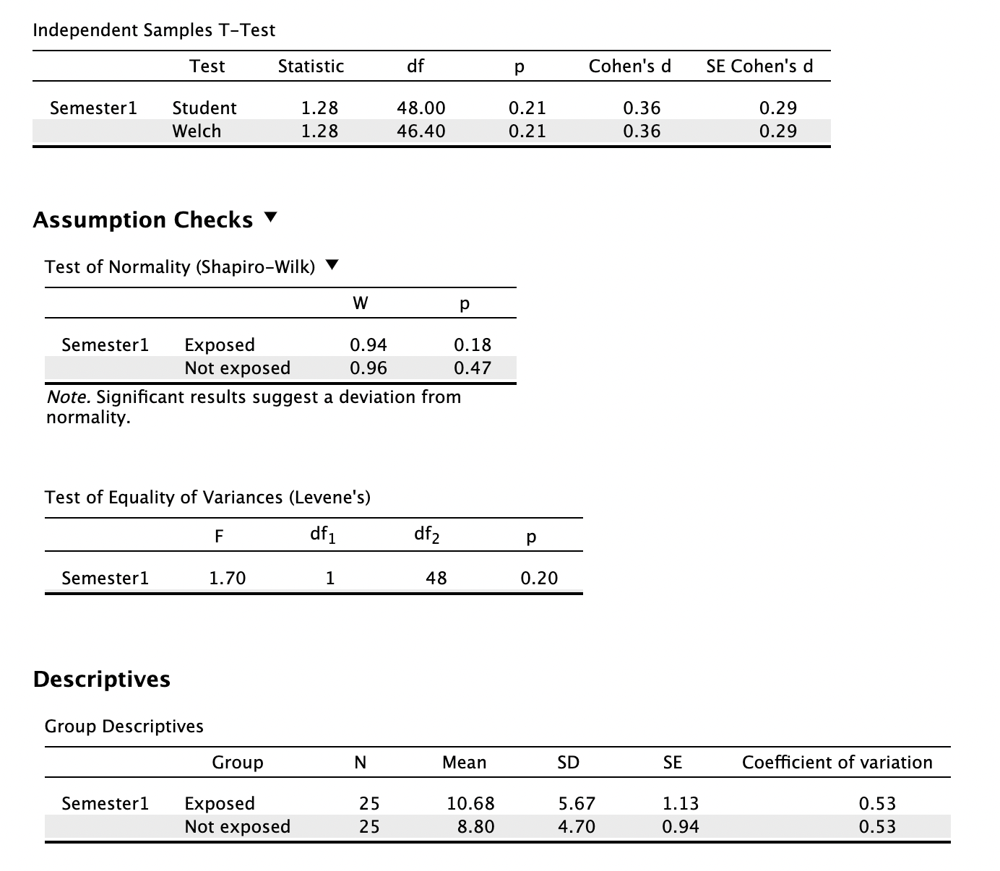 Independent Samples T-Test
Test Statistic df p Cohen's d SE Cohen's d
Semester1 Student 1.28 48.00 0.21 0.36 0.29
Welch 1.28 46.40 0.21 0.36 0.29
Assumption Checks ▼
Test of Normality (Shapiro-Wilk) ▼
W p
Semester1 Exposed 0.94 0.18
Not exposed 0.96 0.47
Note. Significant results suggest a deviation from
normality.
Test of Equality of Variances (Levene's)
F df₁ df₂ p
Semester1 1.70 1 48 0.20
Descriptives
Group Descriptives
Group N Mean SD SE Coefficient of variation
Semester1 Exposed 25 10.68 5.67 1.13 0.53
Not exposed 25 8.80 4.70 0.94 0.53